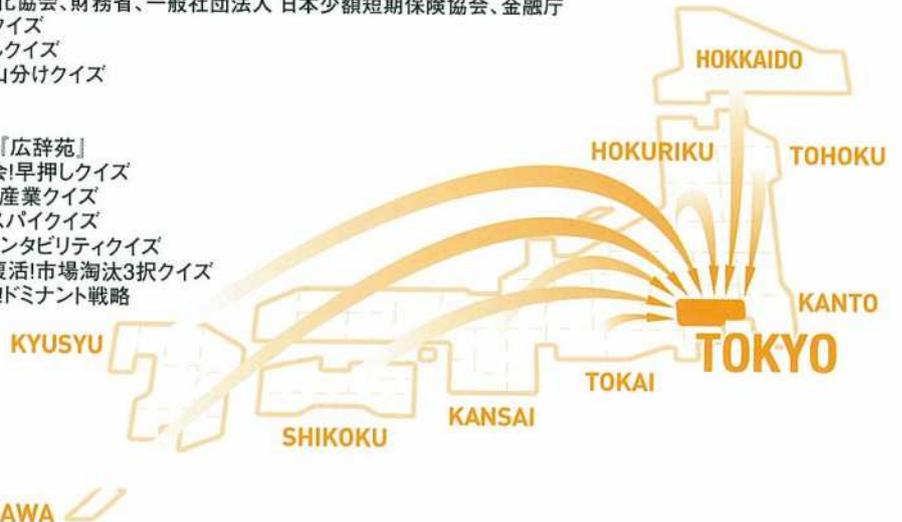 化協会、財務省、一般社団法人 日本少額短期保険協会、金融庁
クイズ
クイズ
山分けクイズ
『広辞苑』
会!早押しクイズ
産業クイズ
スパイクイズ
ンタビリティクイズ
復活!市場淘汰3択クイズ
!ドミナント戦略
HOKKAIDO
HOKURIKU
TOHOKU
KANTO
TOKYO
KYUSYU
TOKAI
KANSAI
SHIKOKU
AWA